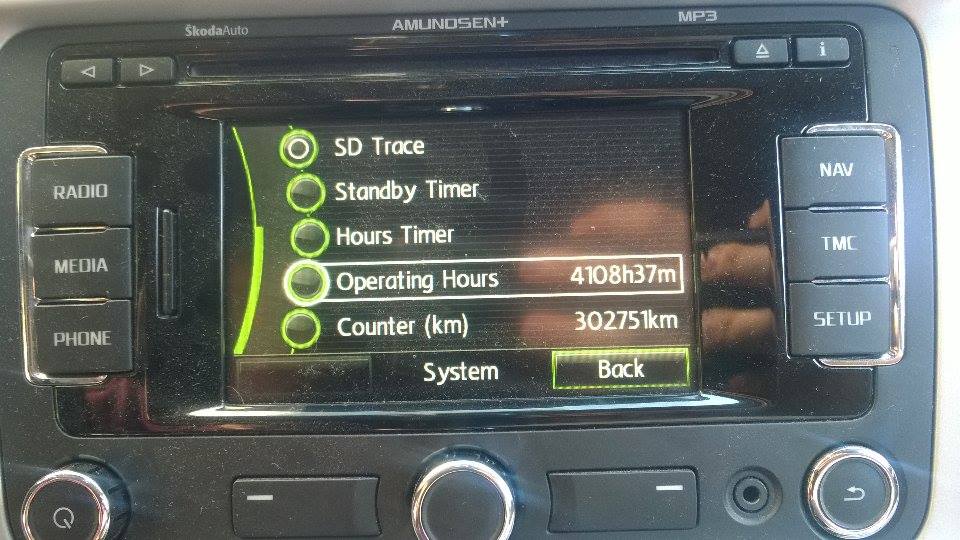 ŠkodaAuto
AMUNDSEN+
MP3
i
RADIO
MEDIA
PHONE
SD Trace
Standby Timer
Hours Timer
Operating Hours 4108h37m
Counter (km) 302751km
System Back
NAV
TMC
SETUP